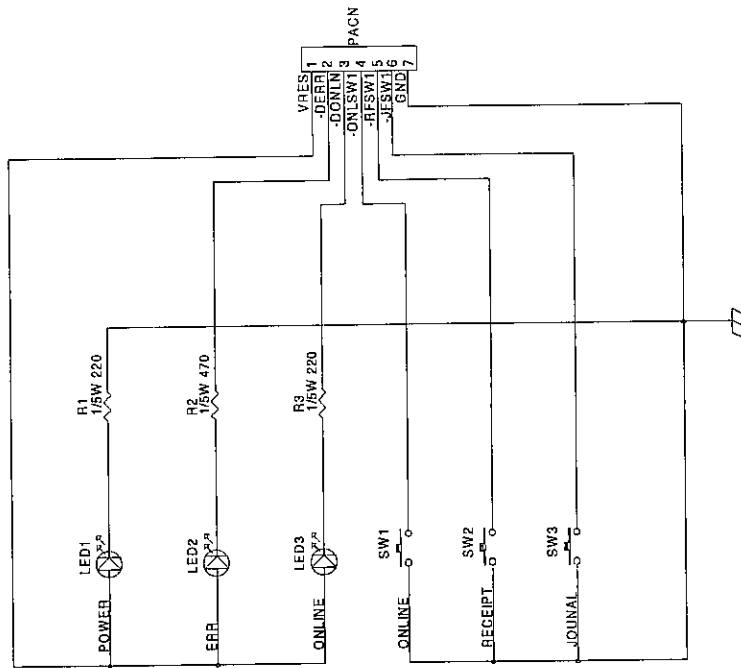 PACN
VRES 1
-DERR 2
-DONLN 3
-ONLSW1 4
-RFSW1 5
-JFSW1 6
GND 7
R1
1/5W 220
R2
1/5W 470
R3
1/5W 220
LED1
LED2
LED3
SW1
SW2
SW3
POWER
ERR
ONLINE
ONLINE
RECEIPT
JOUNAL